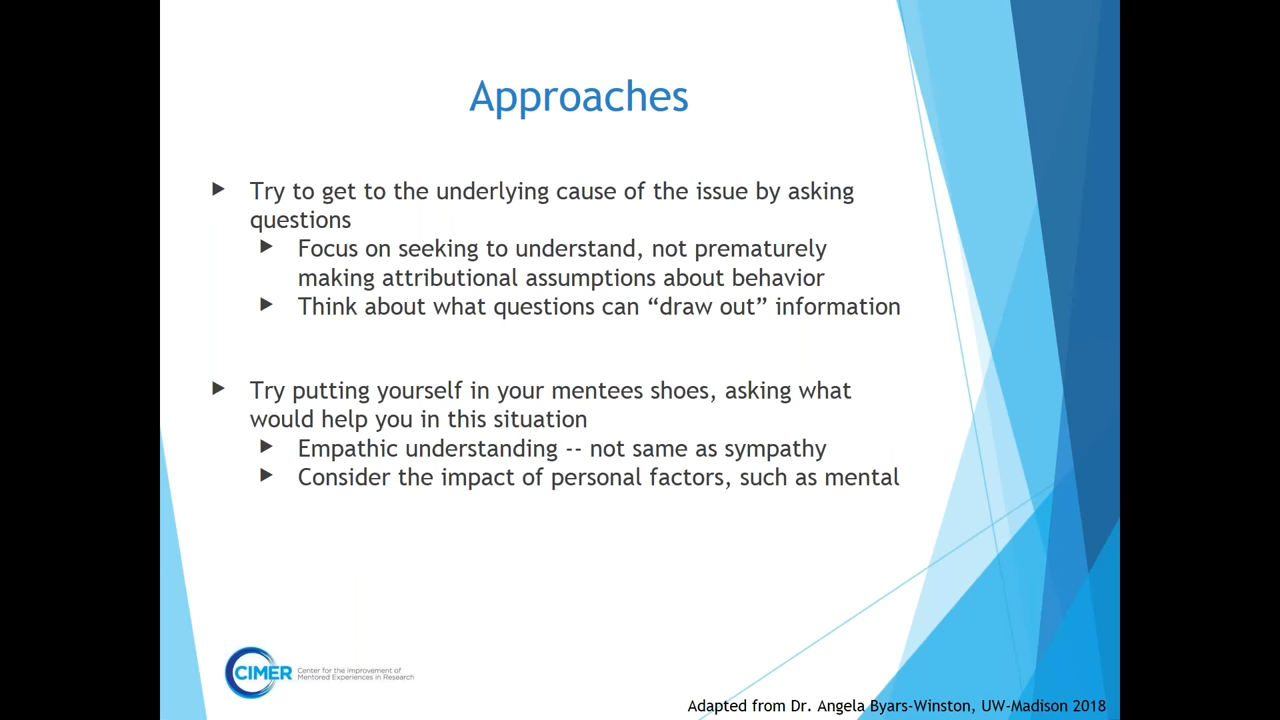 Approaches
▶ Try to get to the underlying cause of the issue by asking
questions
▶ Focus on seeking to understand, not prematurely
making attributional assumptions about behavior
▶ Think about what questions can “draw out” information
▶ Try putting yourself in your mentees shoes, asking what
would help you in this situation
▶ Empathic understanding -- not same as sympathy
▶ Consider the impact of personal factors, such as mental
CIMER
Center for the Improvement of
Mentored Experiences in Research
Adapted from Dr. Angela Byars-Winston, UW-Madison 2018